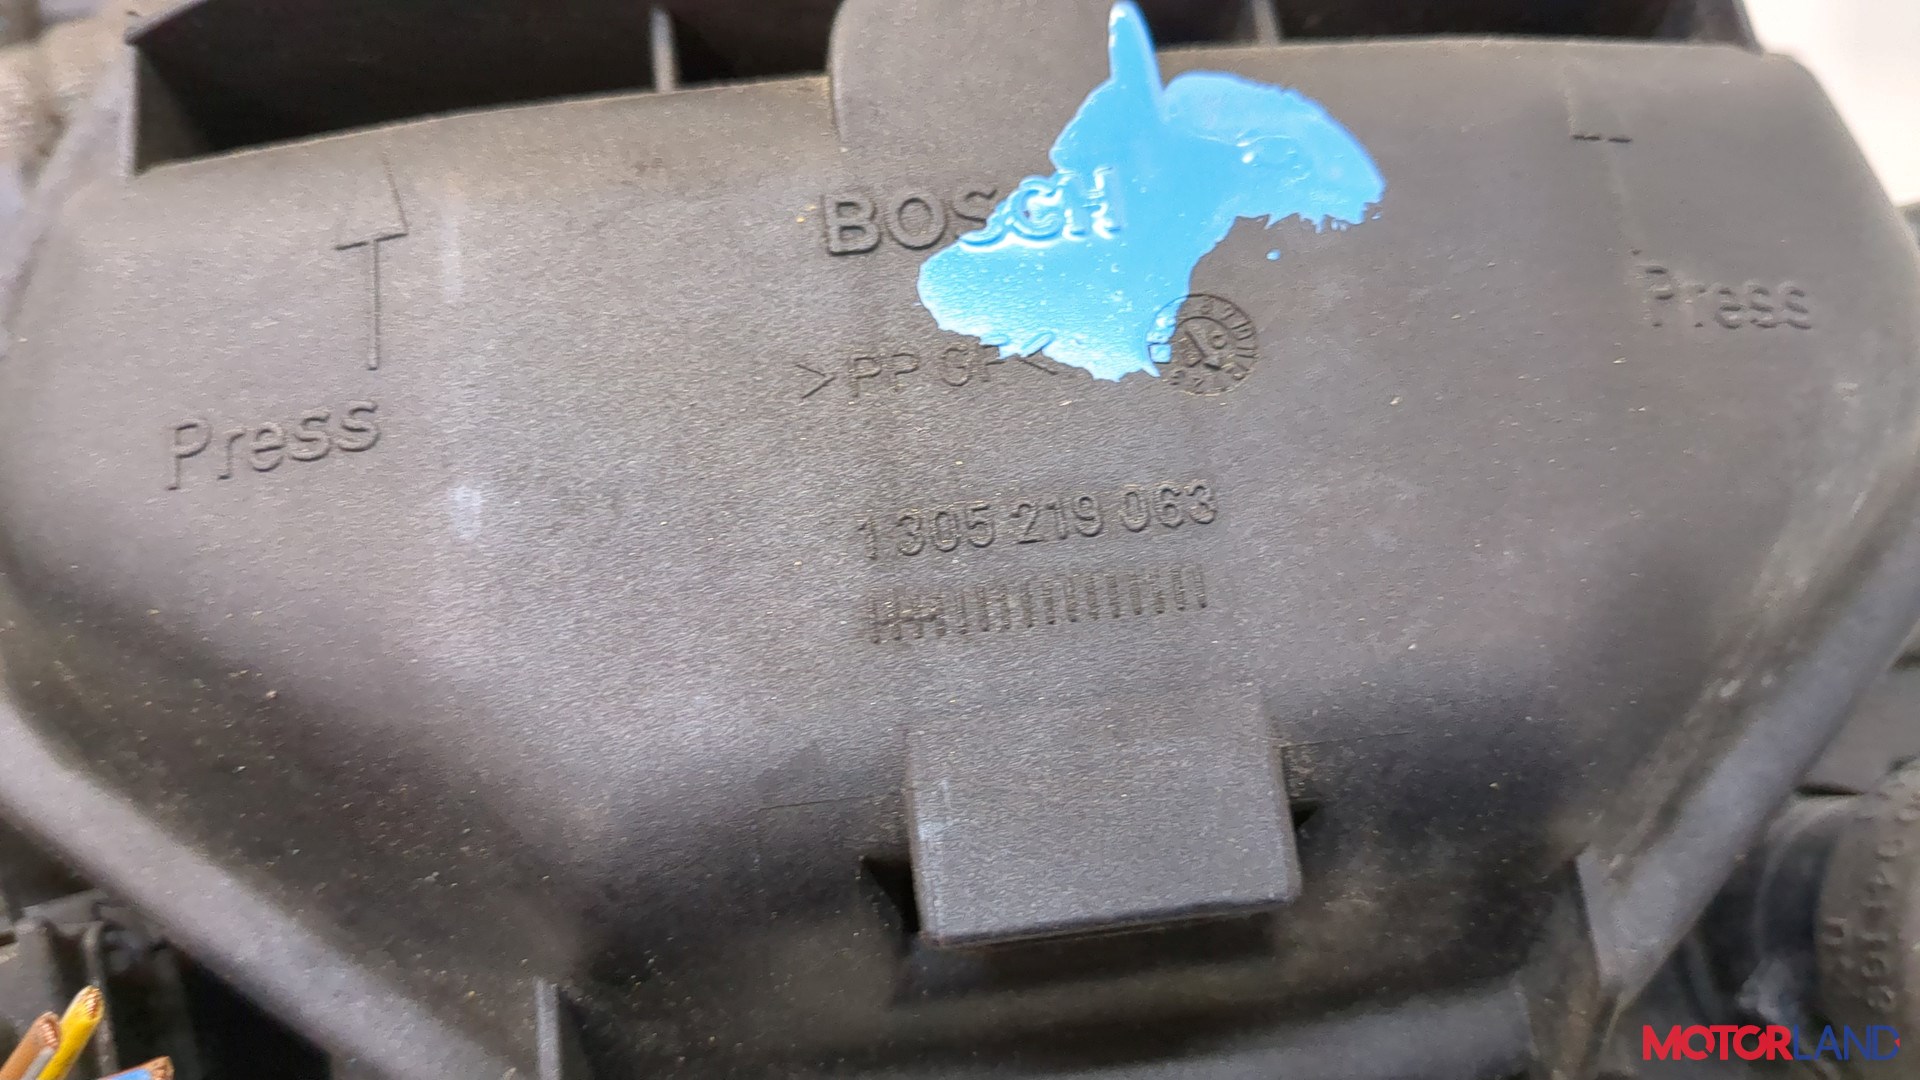 BOSCH
Press
>PP GF<
Press
1 305 219 063
MOTORLAND